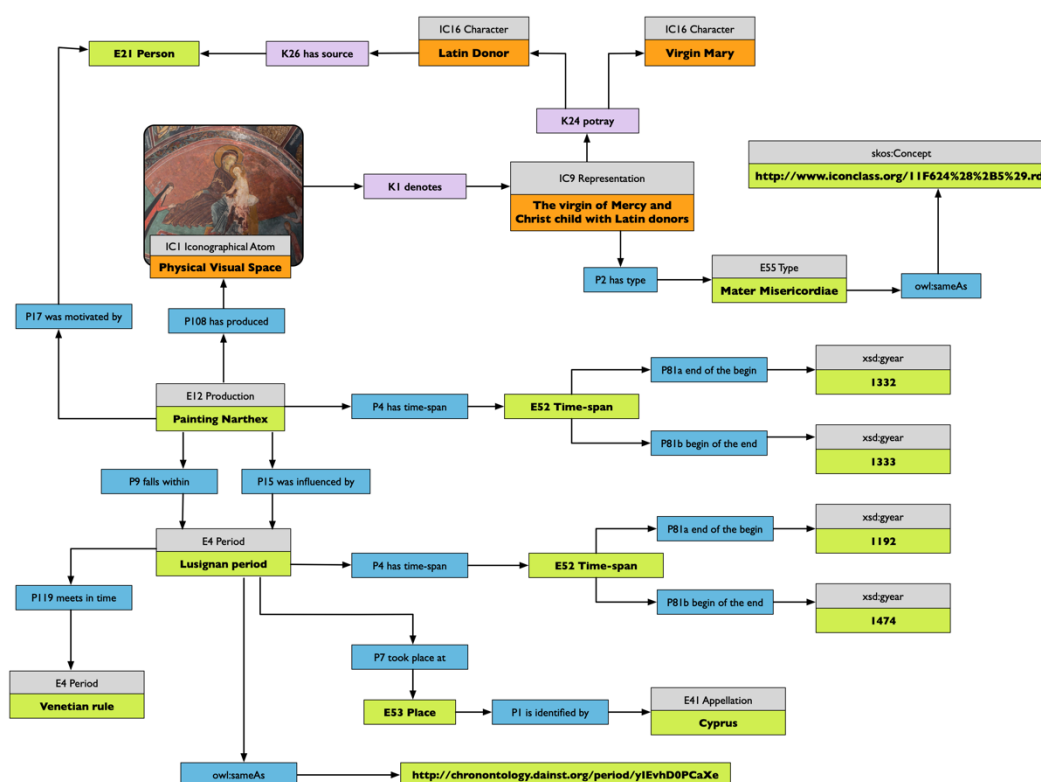 IC16 Character
IC16 Character
E21 Person
K26 has source
Latin Donor
Virgin Mary
K24 potray
skos:Concept
http://www.iconclass.org/11F624%28%2B5%29.rd
K1 denotes
IC9 Representation
The virgin of Mercy and
Christ child with Latin donors
IC1 Iconographical Atom
Physical Visual Space
E55 Type
Mater Misericordiae
P2 has type
owl:sameAs
P17 was motivated by
P108 has produced
P81a end of the begin
xsd:gyear
1332
E12 Production
Painting Narthex
P4 has time-span
E52 Time-span
P81b begin of the end
xsd:gyear
1333
P9 falls within
P15 was influenced by
P81a end of the begin
xsd:gyear
1192
E4 Period
Lusignan period
P4 has time-span
E52 Time-span
P119 meets in time
P81b begin of the end
xsd:gyear
1474
P7 took place at
E4 Period
Venetian rule
E53 Place
P1 is identified by
E41 Appellation
Cyprus
owl:sameAs
http://chronontology.dainst.org/period/yIEvhD0PCaXe